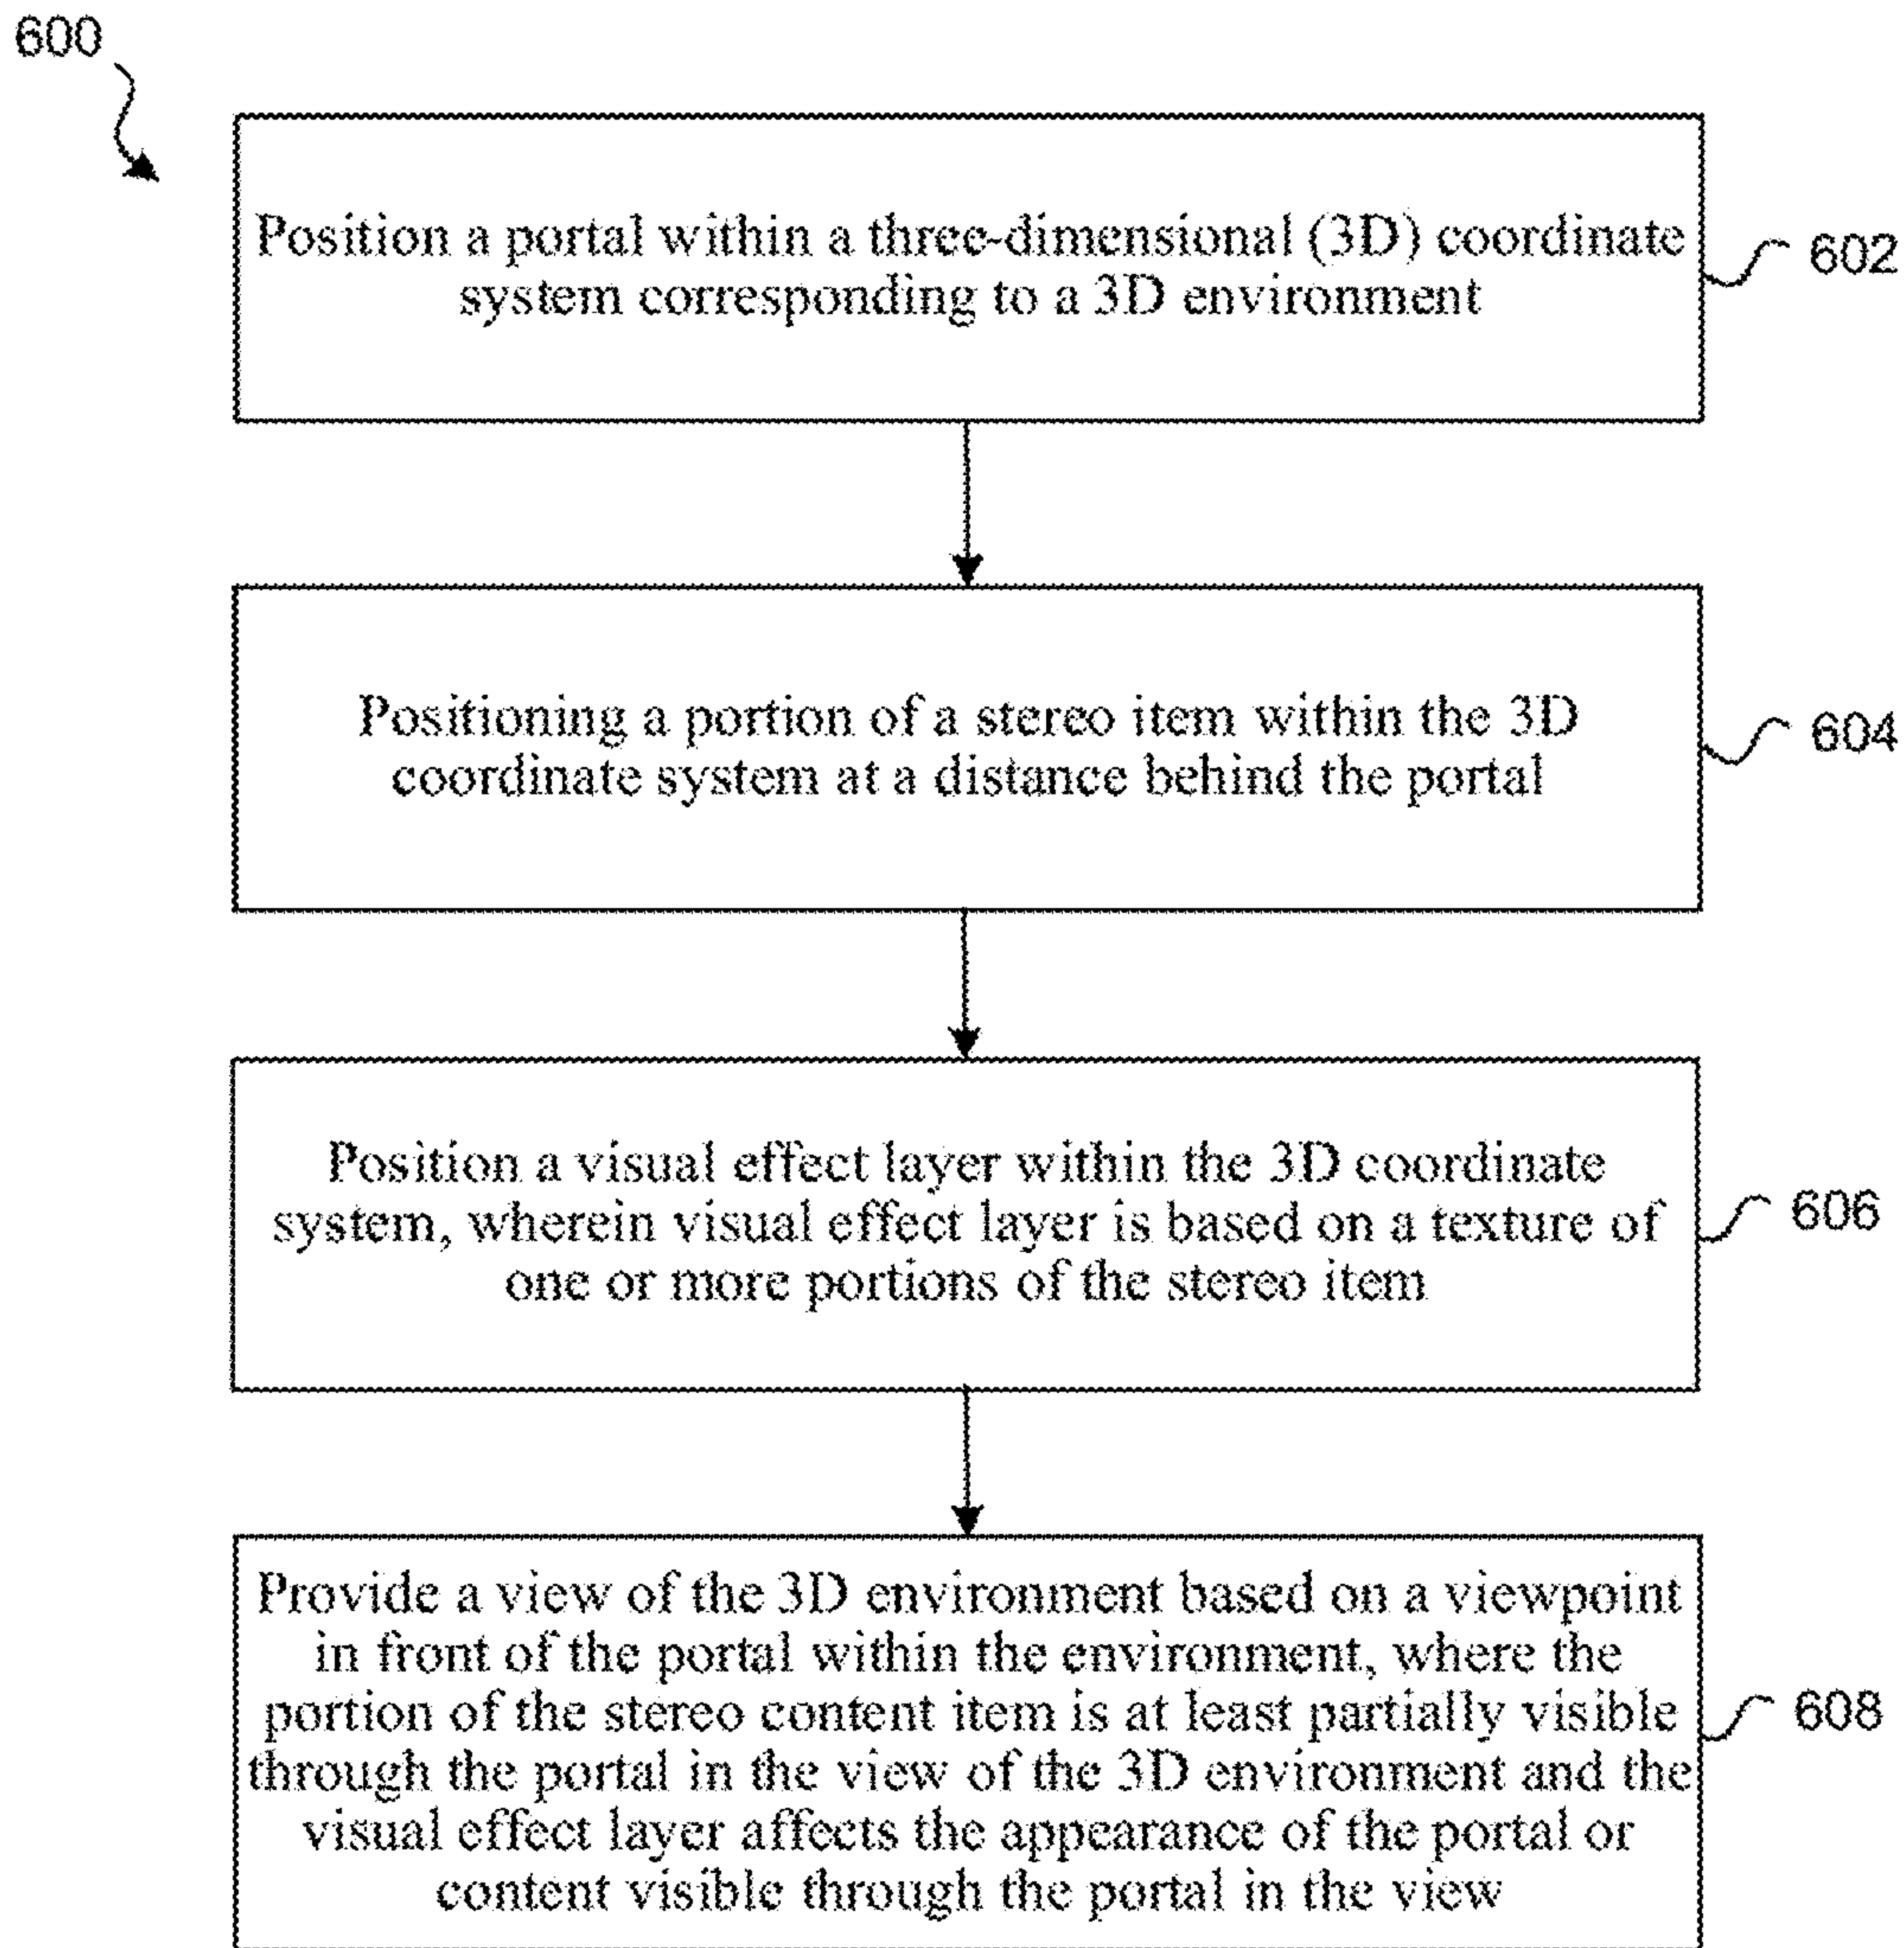 600
Position a portal within a three-dimensional (3D) coordinate
system corresponding to a 3D environment
602
Positioning a portion of a stereo item within the 3D
coordinate system at a distance behind the portal
604
Position a visual effect layer within the 3D coordinate
system, wherein visual effect layer is based on a texture of
one or more portions of the stereo item
606
Provide a view of the 3D environment based on a viewpoint
in front of the portal within the environment, where the
portion of the stereo content item is at least partially visible
through the portal in the view of the 3D environment and the
visual effect layer affects the appearance of the portal or
content visible through the portal in the view
608